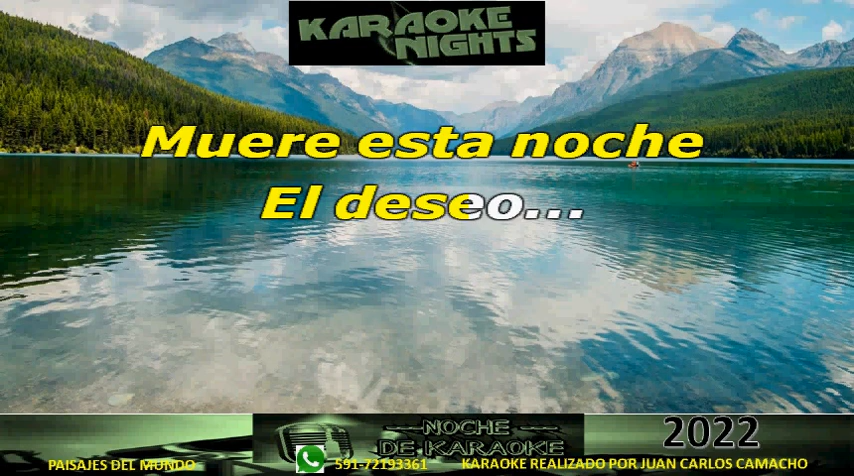 KARAOKE
NIGHTS
Muere esta noche
El deseo...
NOCHE
DE KARAOKE
2022
PAISAJES DEL MUNDO
591-72193361
KARAOKE REALIZADO POR JUAN CARLOS CAMACHO